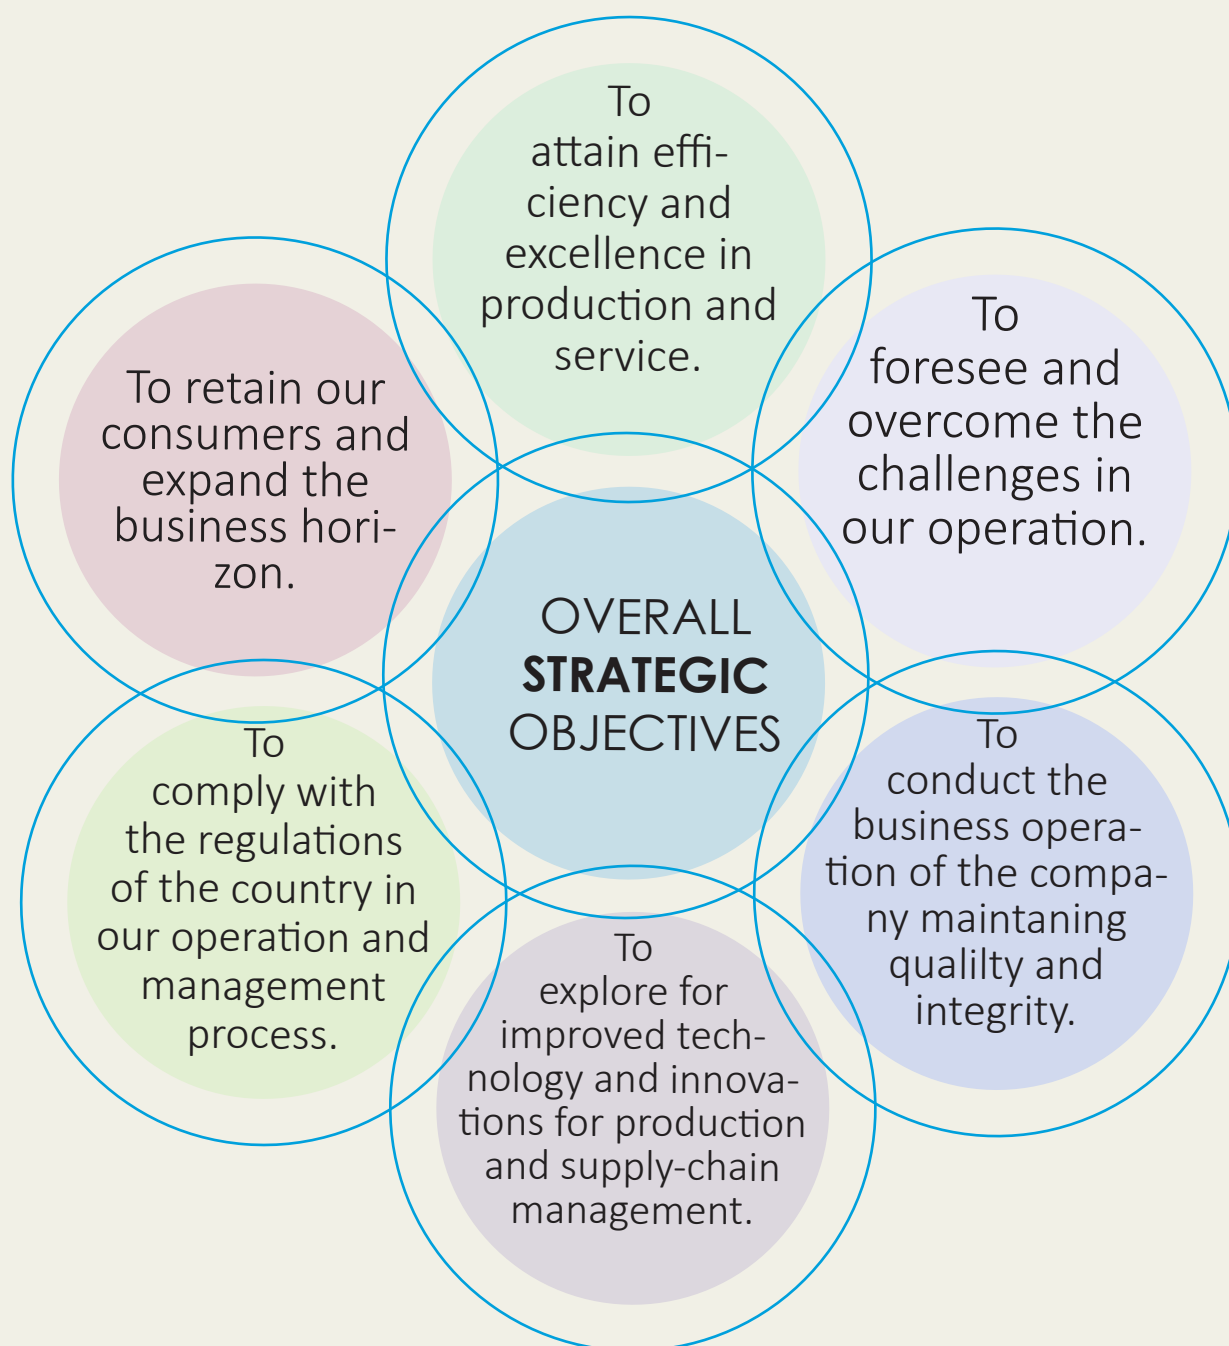 To
attain effi-
ciency and
excellence in
production and
service.
To
foresee and
overcome the
challenges in
our operation.
To retain our
consumers and
expand the
business hori-
zon.
OVERALL
STRATEGIC
OBJECTIVES
To
comply with
the regulations
of the country in
our operation and
management
process.
To
conduct the
business opera-
tion of the compa-
ny maintaning
qualilty and
integrity.
To
explore for
improved tech-
nology and innova-
tions for production
and supply-chain
management.